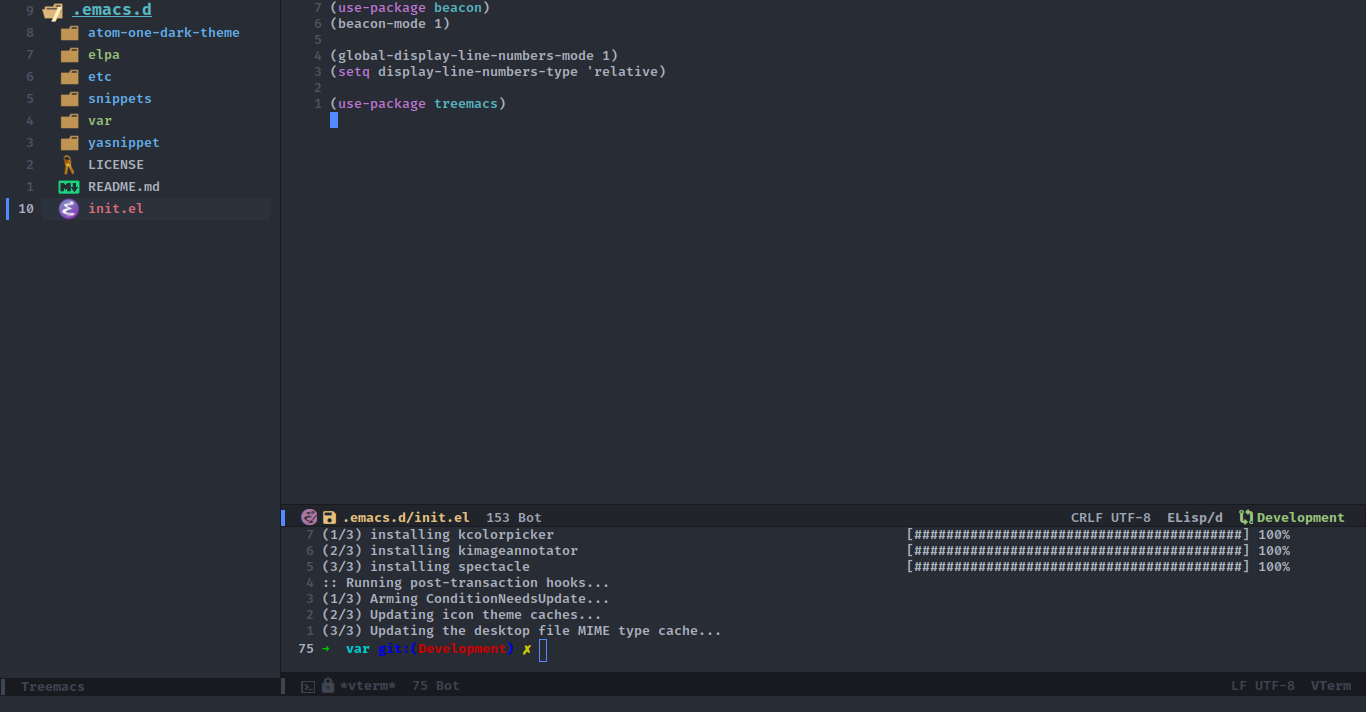 9 .emacs.d
8 atom-one-dark-theme
7 elpa
6 etc
5 snippets
4 var
3 yasnippet
2 LICENSE
1 README.md
10 init.el
Treemacs
7 (use-package beacon)
6 (beacon-mode 1)
5
4 (global-display-line-numbers-mode 1)
3 (setq display-line-numbers-type 'relative)
2
1 (use-package treemacs)
.emacs.d/init.el 153 Bot CRLF UTF-8 ELisp/d Development
7 (1/3) installing kcolorpicker [#########################################] 100%
6 (2/3) installing kimageannotator [#########################################] 100%
5 (3/3) installing spectacle [#########################################] 100%
4 :: Running post-transaction hooks...
3 (1/3) Arming ConditionNeedsUpdate...
2 (2/3) Updating icon theme caches...
1 (3/3) Updating the desktop file MIME type cache...
75 → var git:(Development) ✗
*vterm* 75 Bot LF UTF-8 VTerm